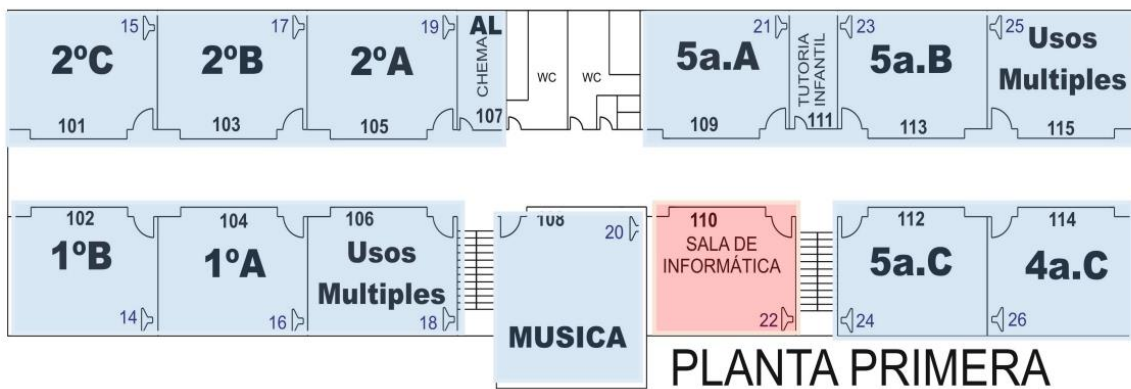 15
17
19
AL
21
23
25
2ºC
2ºB
2ºA
CHEMA
WC
WC
5a.A
TUTORIA
INFANTIL
5a.B
Usos
Multiples
101
103
105
107
109
111
113
115
102
104
106
108
110
112
114
1ºB
1ºA
Usos
Multiples
20
SALA DE
INFORMÁTICA
5a.C
4a.C
14
16
18
MUSICA
22
24
26
PLANTA PRIMERA